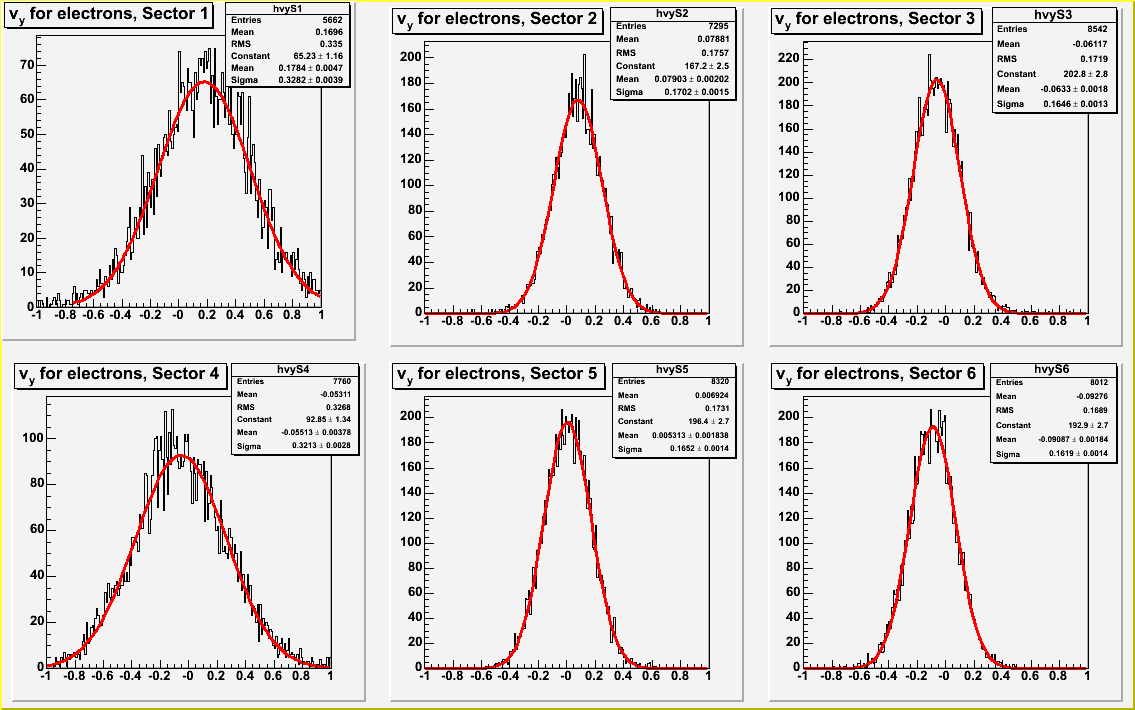 v_y for electrons, Sector 1
hvyS1
Entries 5662
Mean 0.1696
RMS 0.335
Constant 65.23 ± 1.16
Mean 0.1784 ± 0.0047
Sigma 0.3282 ± 0.0039
70
60
50
40
30
20
10
0
-1 -0.8 -0.6 -0.4 -0.2 -0 0.2 0.4 0.6 0.8 1
v_y for electrons, Sector 2
hvyS2
Entries 7295
Mean 0.07881
RMS 0.1757
Constant 167.2 ± 2.5
Mean 0.07903 ± 0.00202
Sigma 0.1702 ± 0.0015
200
180
160
140
120
100
80
60
40
20
0
-1 -0.8 -0.6 -0.4 -0.2 -0 0.2 0.4 0.6 0.8 1
v_y for electrons, Sector 3
hvyS3
Entries 8542
Mean -0.06117
RMS 0.1719
Constant 202.8 ± 2.8
Mean -0.0633 ± 0.0018
Sigma 0.1646 ± 0.0013
220
200
180
160
140
120
100
80
60
40
20
0
-1 -0.8 -0.6 -0.4 -0.2 -0 0.2 0.4 0.6 0.8 1
v_y for electrons, Sector 4
hvyS4
Entries 7760
Mean -0.05311
RMS 0.3268
Constant 92.85 ± 1.34
Mean -0.05513 ± 0.00378
Sigma 0.3213 ± 0.0028
100
80
60
40
20
0
-1 -0.8 -0.6 -0.4 -0.2 -0 0.2 0.4 0.6 0.8 1
v_y for electrons, Sector 5
hvyS5
Entries 8320
Mean 0.006924
RMS 0.1731
Constant 196.4 ± 2.7
Mean 0.005313 ± 0.001838
Sigma 0.1652 ± 0.0014
200
180
160
140
120
100
80
60
40
20
0
-1 -0.8 -0.6 -0.4 -0.2 -0 0.2 0.4 0.6 0.8 1
v_y for electrons, Sector 6
hvyS6
Entries 8012
Mean -0.09276
RMS 0.1689
Constant 192.9 ± 2.7
Mean -0.09087 ± 0.00184
Sigma 0.1619 ± 0.0014
200
180
160
140
120
100
80
60
40
20
0
-1 -0.8 -0.6 -0.4 -0.2 -0 0.2 0.4 0.6 0.8 1